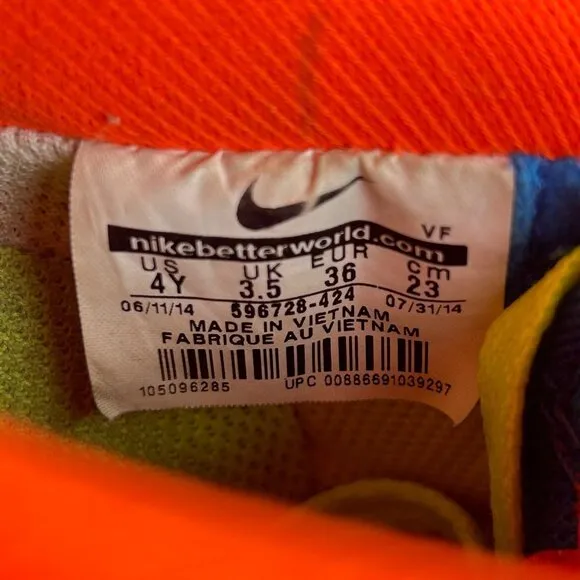 VF
nikebetterworld.com
US UK EUR cm
4Y 3.5 36 23
06/11/14 596728-424 07/31/14
MADE IN VIETNAM
FABRIQUE AU VIETNAM
105096285 UPC 00886691039297